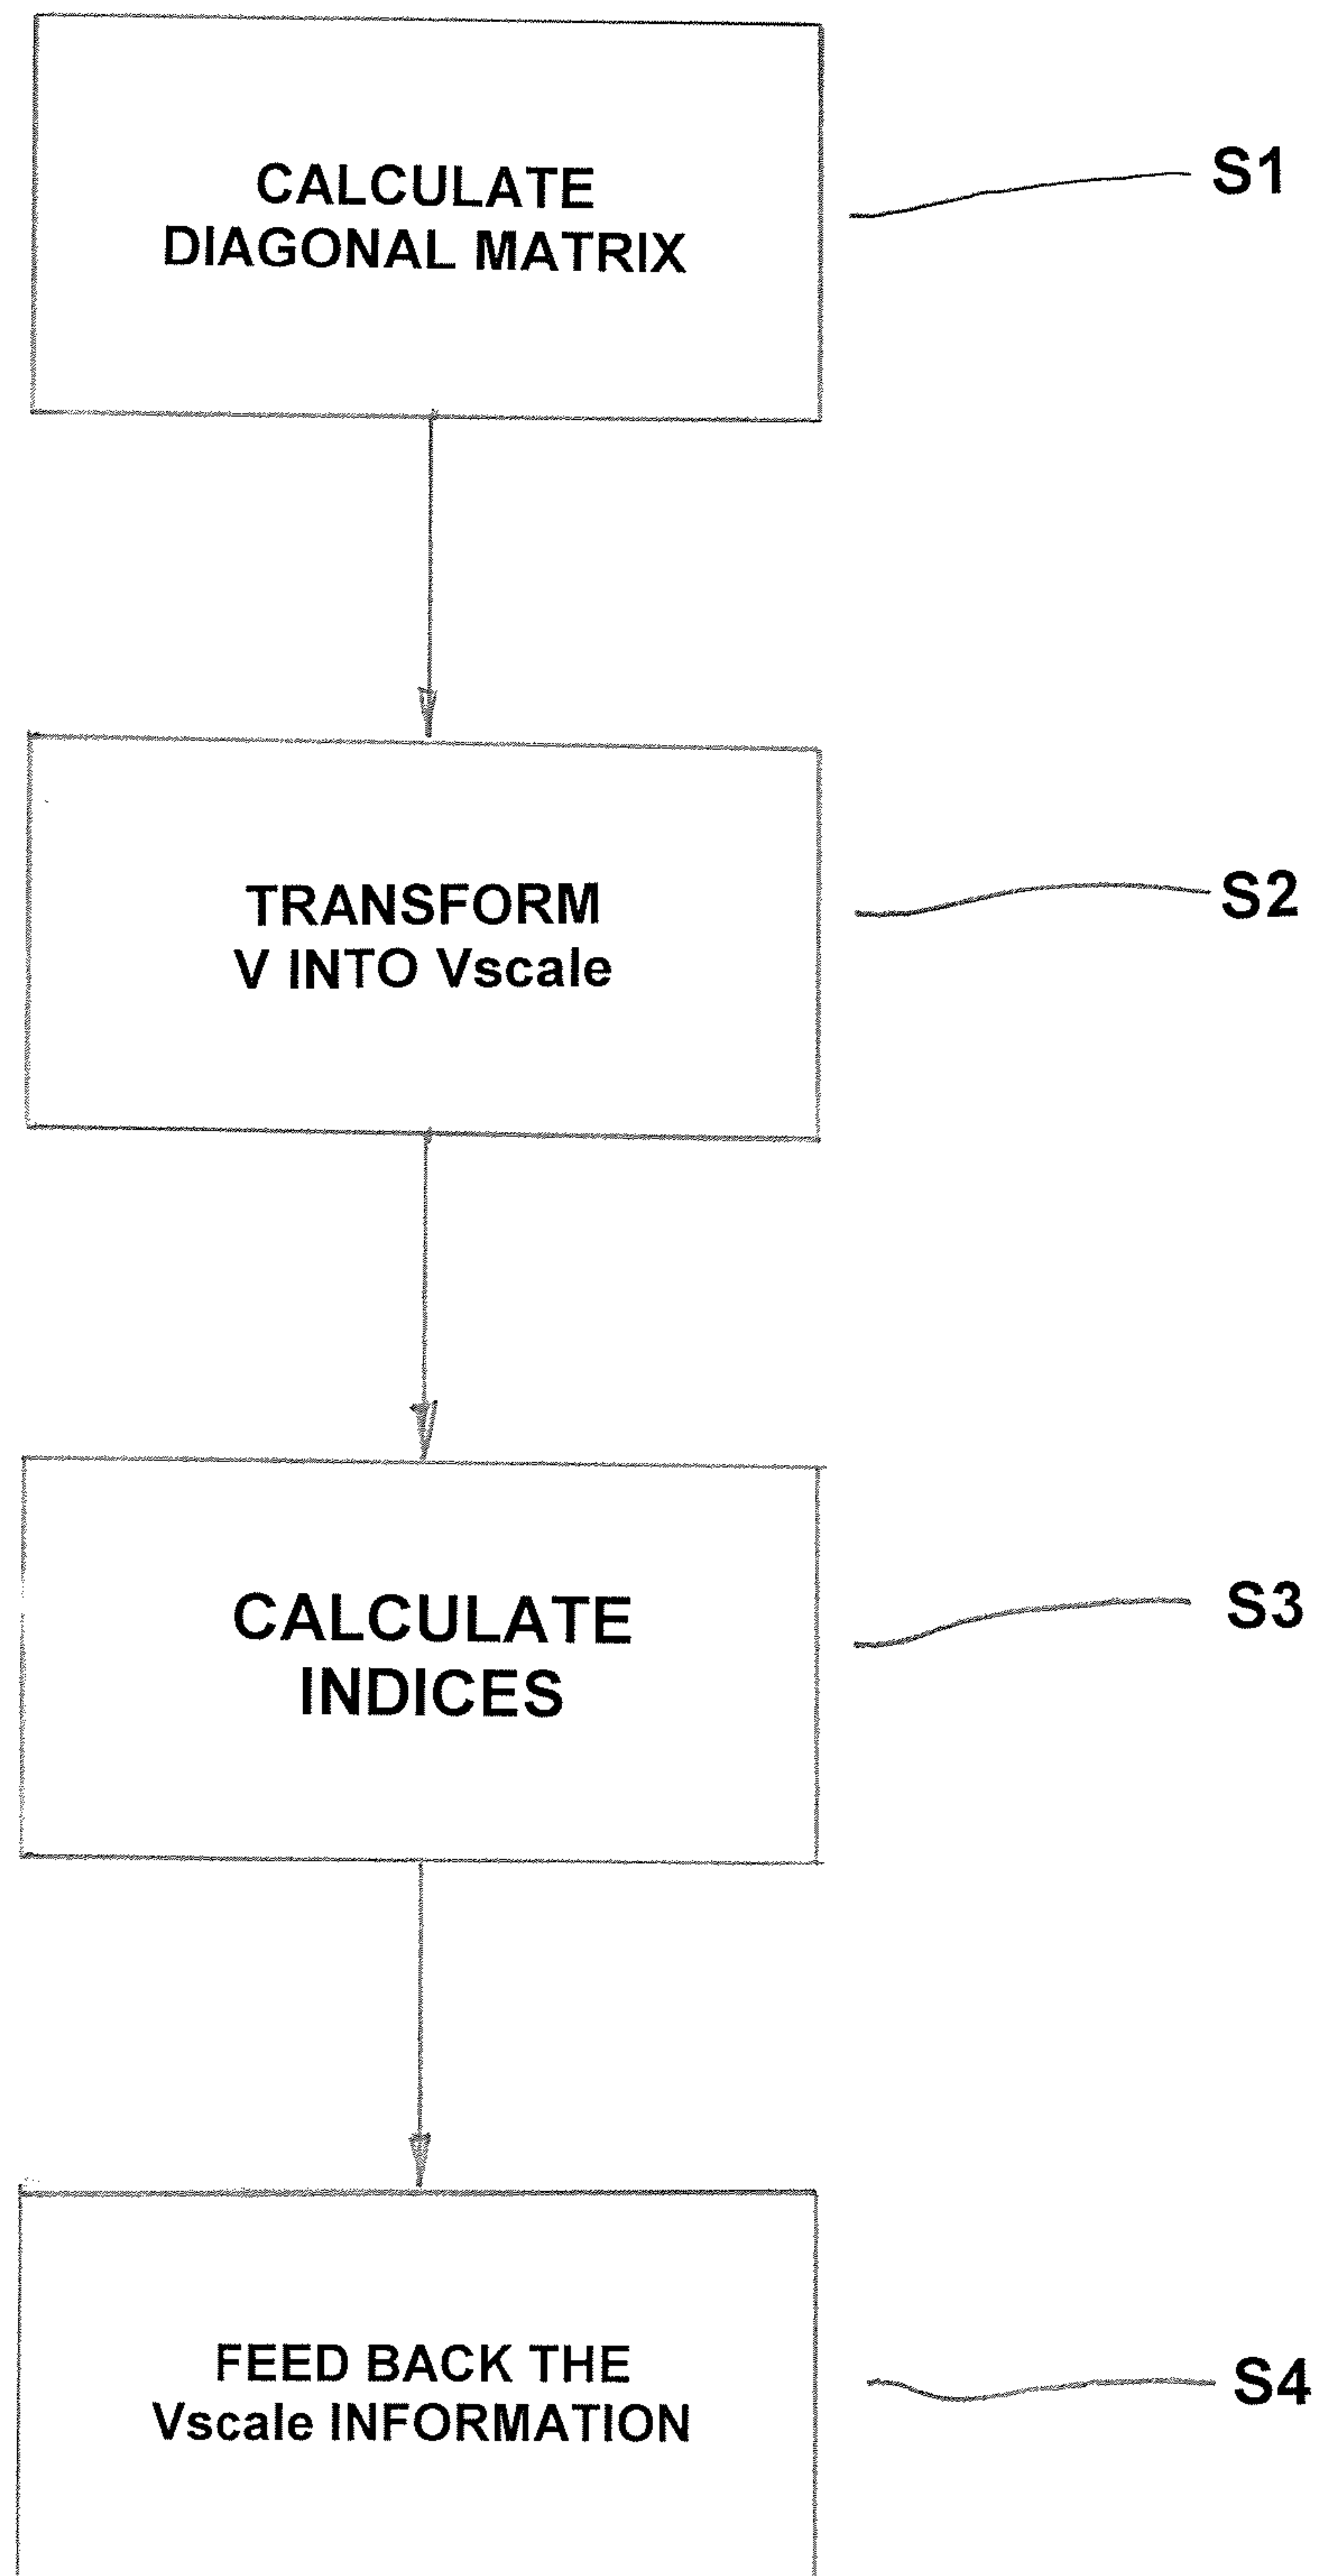 CALCULATE
DIAGONAL MATRIX
S1
TRANSFORM
V INTO Vscale
S2
CALCULATE
INDICES
S3
FEED BACK THE
Vscale INFORMATION
S4